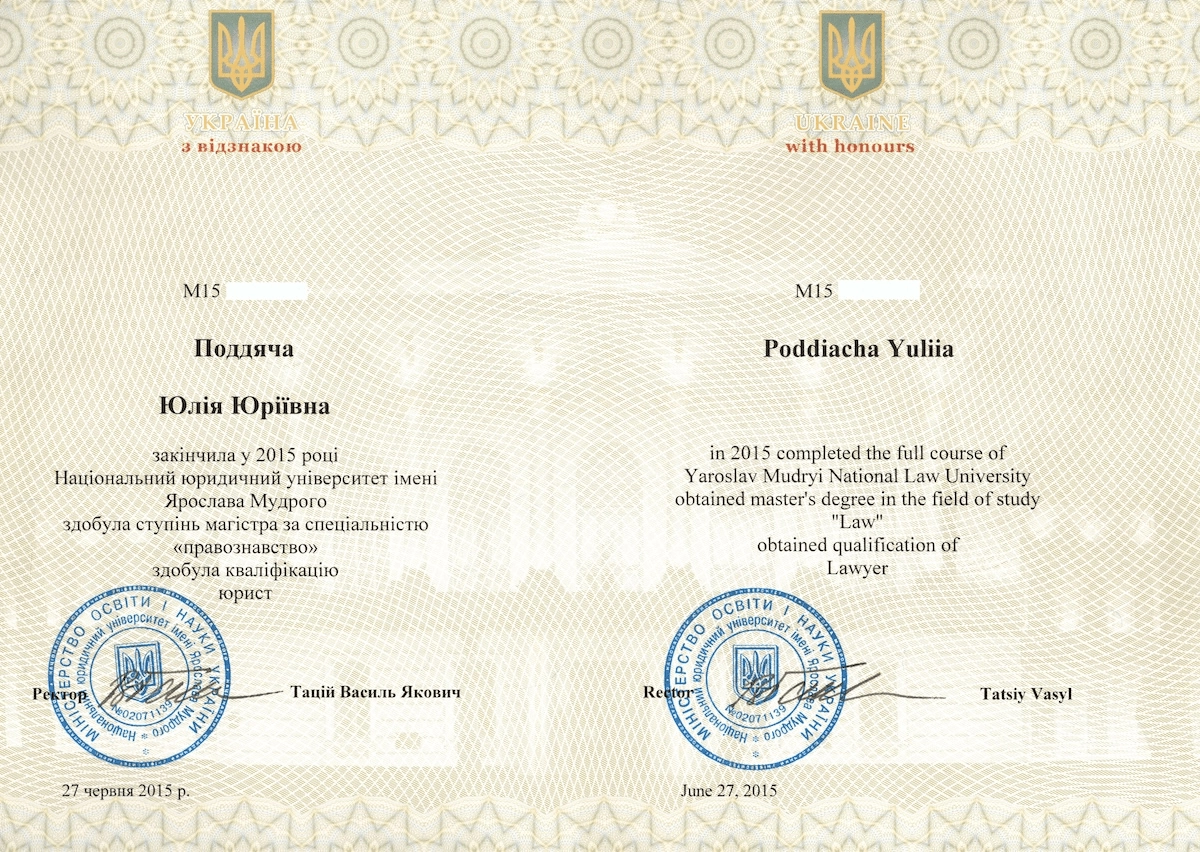 УКРАЇНА
з відзнакою
М15
Поддяча
Юлія Юріївна
закінчила у 2015 році
Національний юридичний університет імені
Ярослава Мудрого
здобула ступінь магістра за спеціальністю
«правознавство»
здобула кваліфікацію
юрист
МІНІСТЕРСТВО ОСВІТИ І НАУКИ УКРАЇНИ
Національний юридичний університет імені Ярослава Мудрого
№02071139
Ректор
Тацій Василь Якович
27 червня 2015 р.
UKRAINE
with honours
M15
Poddiacha Yuliia
in 2015 completed the full course of
Yaroslav Mudryi National Law University
obtained master's degree in the field of study
"Law"
obtained qualification of
Lawyer
МІНІСТЕРСТВО ОСВІТИ І НАУКИ УКРАЇНИ
Національний юридичний університет імені Ярослава Мудрого
№02071139
Rector
Tatsiy Vasyl
June 27, 2015